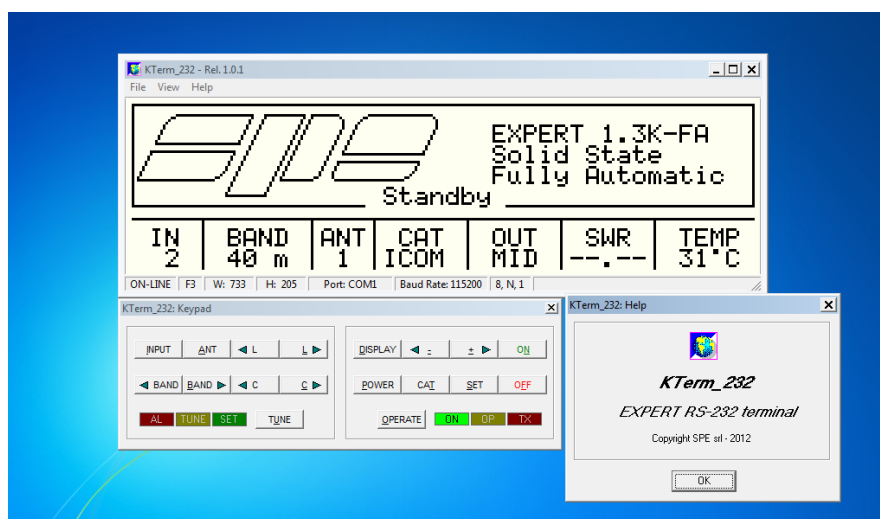 KTerm_232 - Rel. 1.0.1
File View Help
spe
EXPERT 1.3K-FA
Solid State
Fully Automatic
Standby
IN BAND ANT CAT OUT SWR TEMP
2 40 m 1 ICOM MID --.-- 31°C
ON-LINE F3 W: 733 H: 205 Port: COM1 Baud Rate: 115200 8, N, 1
KTerm_232: Keypad
INPUT ANT ◀ L L ▶ DISPLAY ◀ - + ▶ ON
◀ BAND BAND ▶ ◀ C C ▶ POWER CAT SET OFF
AL TUNE SET TUNE OPERATE ON OP TX
KTerm_232: Help
KTerm_232
EXPERT RS-232 terminal
Copyright SPE srl - 2012
OK